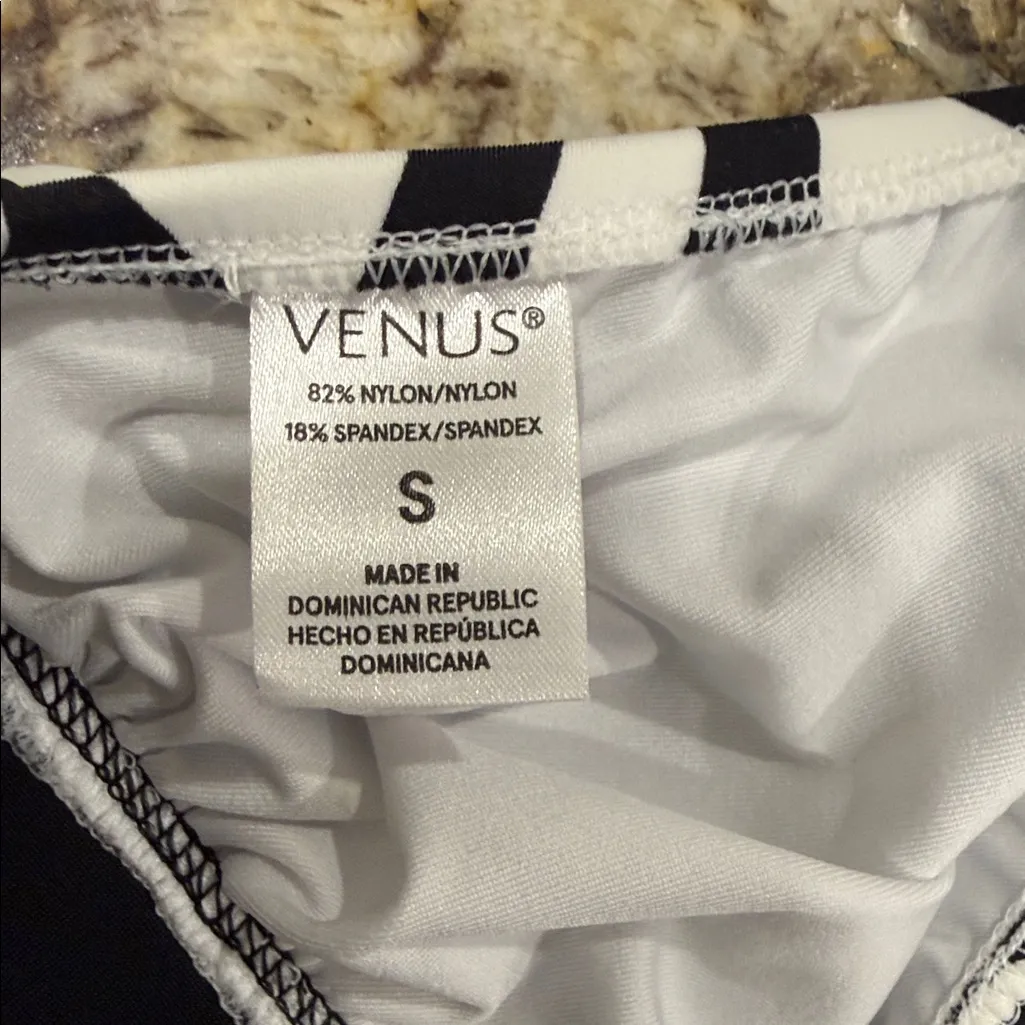 VENUS®
82% NYLON/NYLON
18% SPANDEX/SPANDEX
S
MADE IN
DOMINICAN REPUBLIC
HECHO EN REPÚBLICA
DOMINICANA